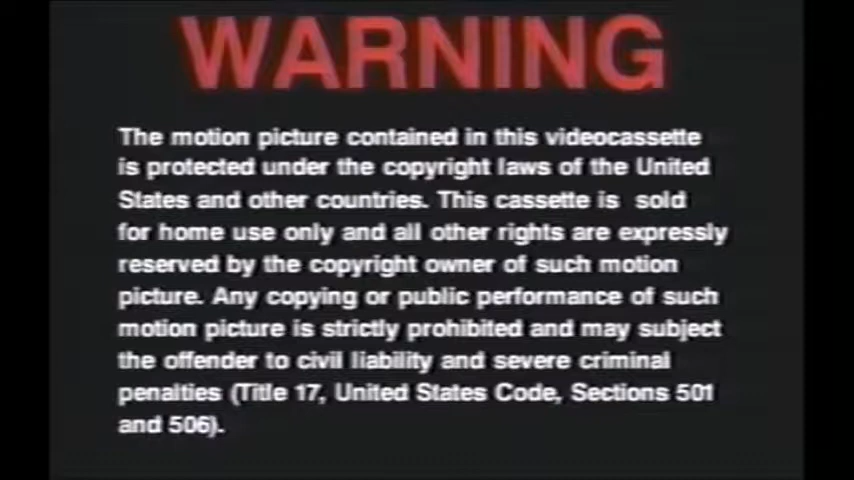 WARNING
The motion picture contained in this videocassette
is protected under the copyright laws of the United
States and other countries. This cassette is sold
for home use only and all other rights are expressly
reserved by the copyright owner of such motion
picture. Any copying or public performance of such
motion picture is strictly prohibited and may subject
the offender to civil liability and severe criminal
penalties (Title 17, United States Code, Sections 501
and 506).